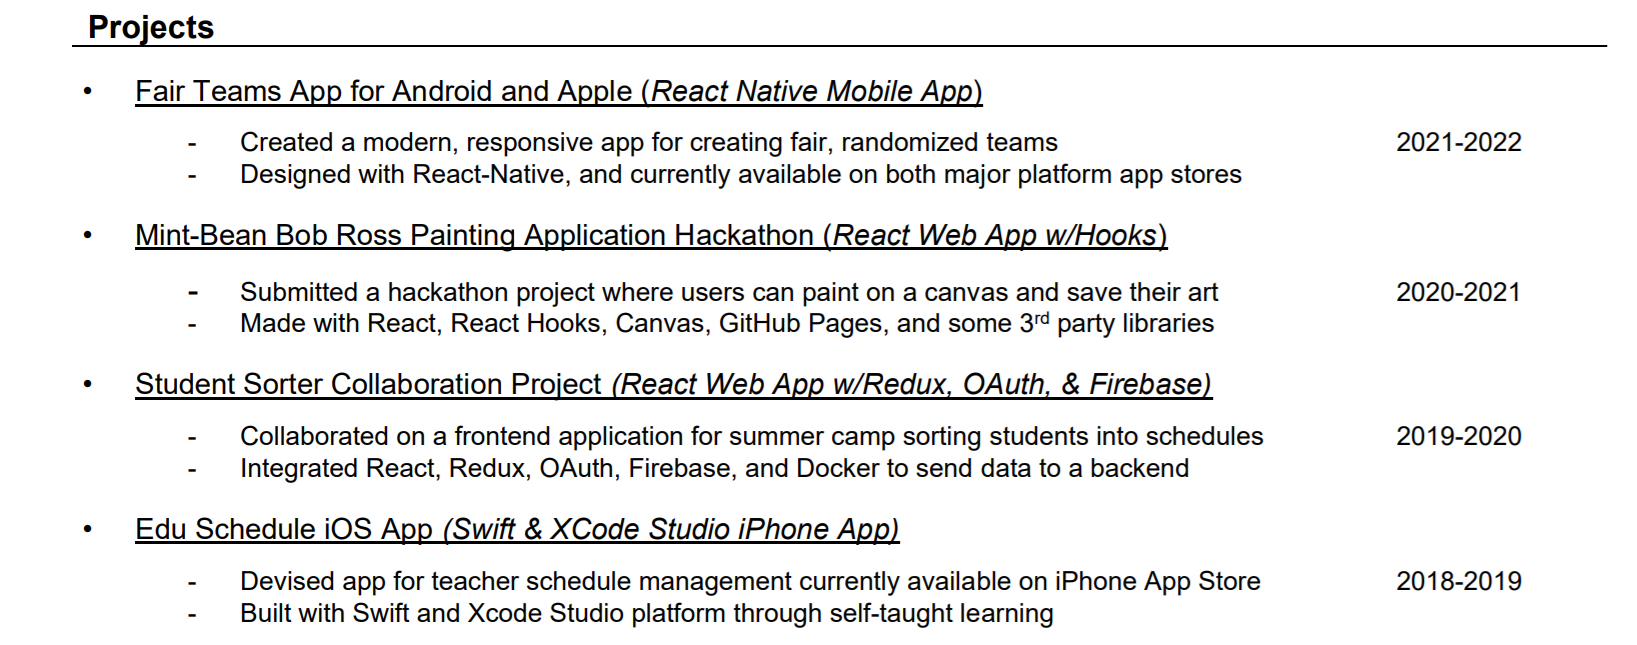 Projects
• Fair Teams App for Android and Apple (React Native Mobile App)
- Created a modern, responsive app for creating fair, randomized teams 2021-2022
- Designed with React-Native, and currently available on both major platform app stores
• Mint-Bean Bob Ross Painting Application Hackathon (React Web App w/Hooks)
- Submitted a hackathon project where users can paint on a canvas and save their art 2020-2021
- Made with React, React Hooks, Canvas, GitHub Pages, and some 3rd party libraries
• Student Sorter Collaboration Project (React Web App w/Redux, OAuth, & Firebase)
- Collaborated on a frontend application for summer camp sorting students into schedules 2019-2020
- Integrated React, Redux, OAuth, Firebase, and Docker to send data to a backend
• Edu Schedule iOS App (Swift & XCode Studio iPhone App)
- Devised app for teacher schedule management currently available on iPhone App Store 2018-2019
- Built with Swift and Xcode Studio platform through self-taught learning